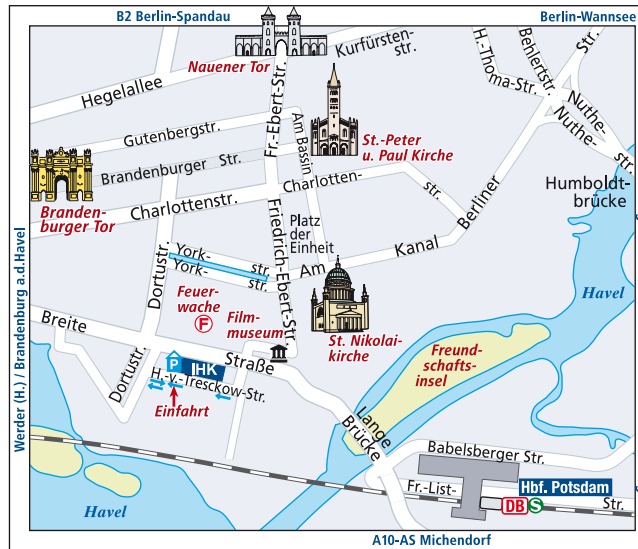 B2 Berlin-Spandau
Berlin-Wannsee
Nauener Tor
Kurfürsten-
str.
H.-Thoma-Str.
Behlertstr.
Str.
Hegelallee
Fr.-Ebert-Str.
Gutenbergstr.
Am Bassin
St.-Peter
u. Paul Kirche
Nuthe-
Nuthe-
str.
Brandenburger Str.
Charlotten-
str.
Berliner
Humboldt-
brücke
Branden-
burger Tor
Charlottenstr.
Friedrich-Ebert-Str.
Platz
der
Einheit
Kanal
Am
York-
str.
York-
str.
Dortustr.
Feuer-
wache
F
Film-
museum
St. Nikolai-
kirche
Havel
Werder (H.) / Brandenburg a.d.Havel
Breite
Straße
Freund-
schafts-
insel
P
IHK
H.-v.-Tresckow-Str.
Dortustr.
Einfahrt
Lange
Brücke
Babelsberger Str.
Fr.-List-
Str.
Hbf. Potsdam
DB
S
Havel
A10-AS Michendorf